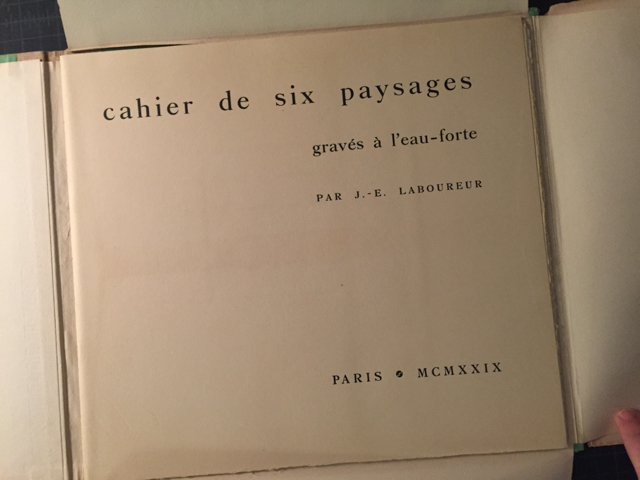 cahier de six paysages
gravés à l'eau-forte
PAR J.-E. LABOUREUR
PARIS MCMXXIX